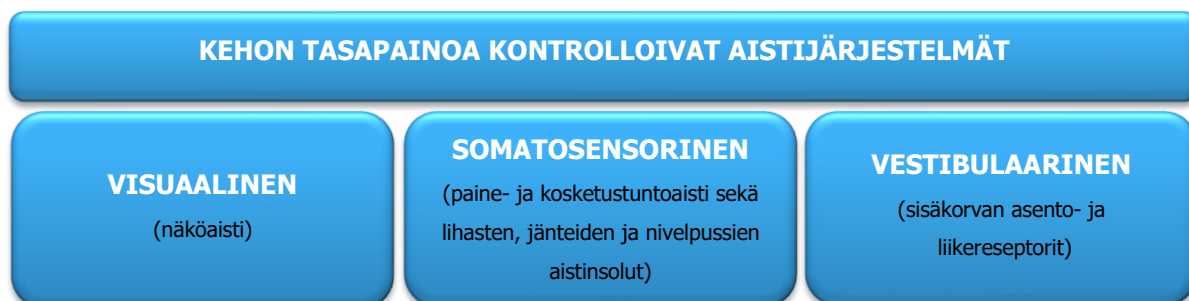 KEHON TASAPAINOA KONTROLLOIVAT AISTIJÄRJESTELMÄT
VISUAALINEN
(näköaisti)
SOMATOSENSORINEN
(paine- ja kosketustuntoaisti sekä
lihasten, jänteiden ja nivelpussien
aistinsolut)
VESTIBULAARINEN
(sisäkorvan asento- ja
liikereseptorit)